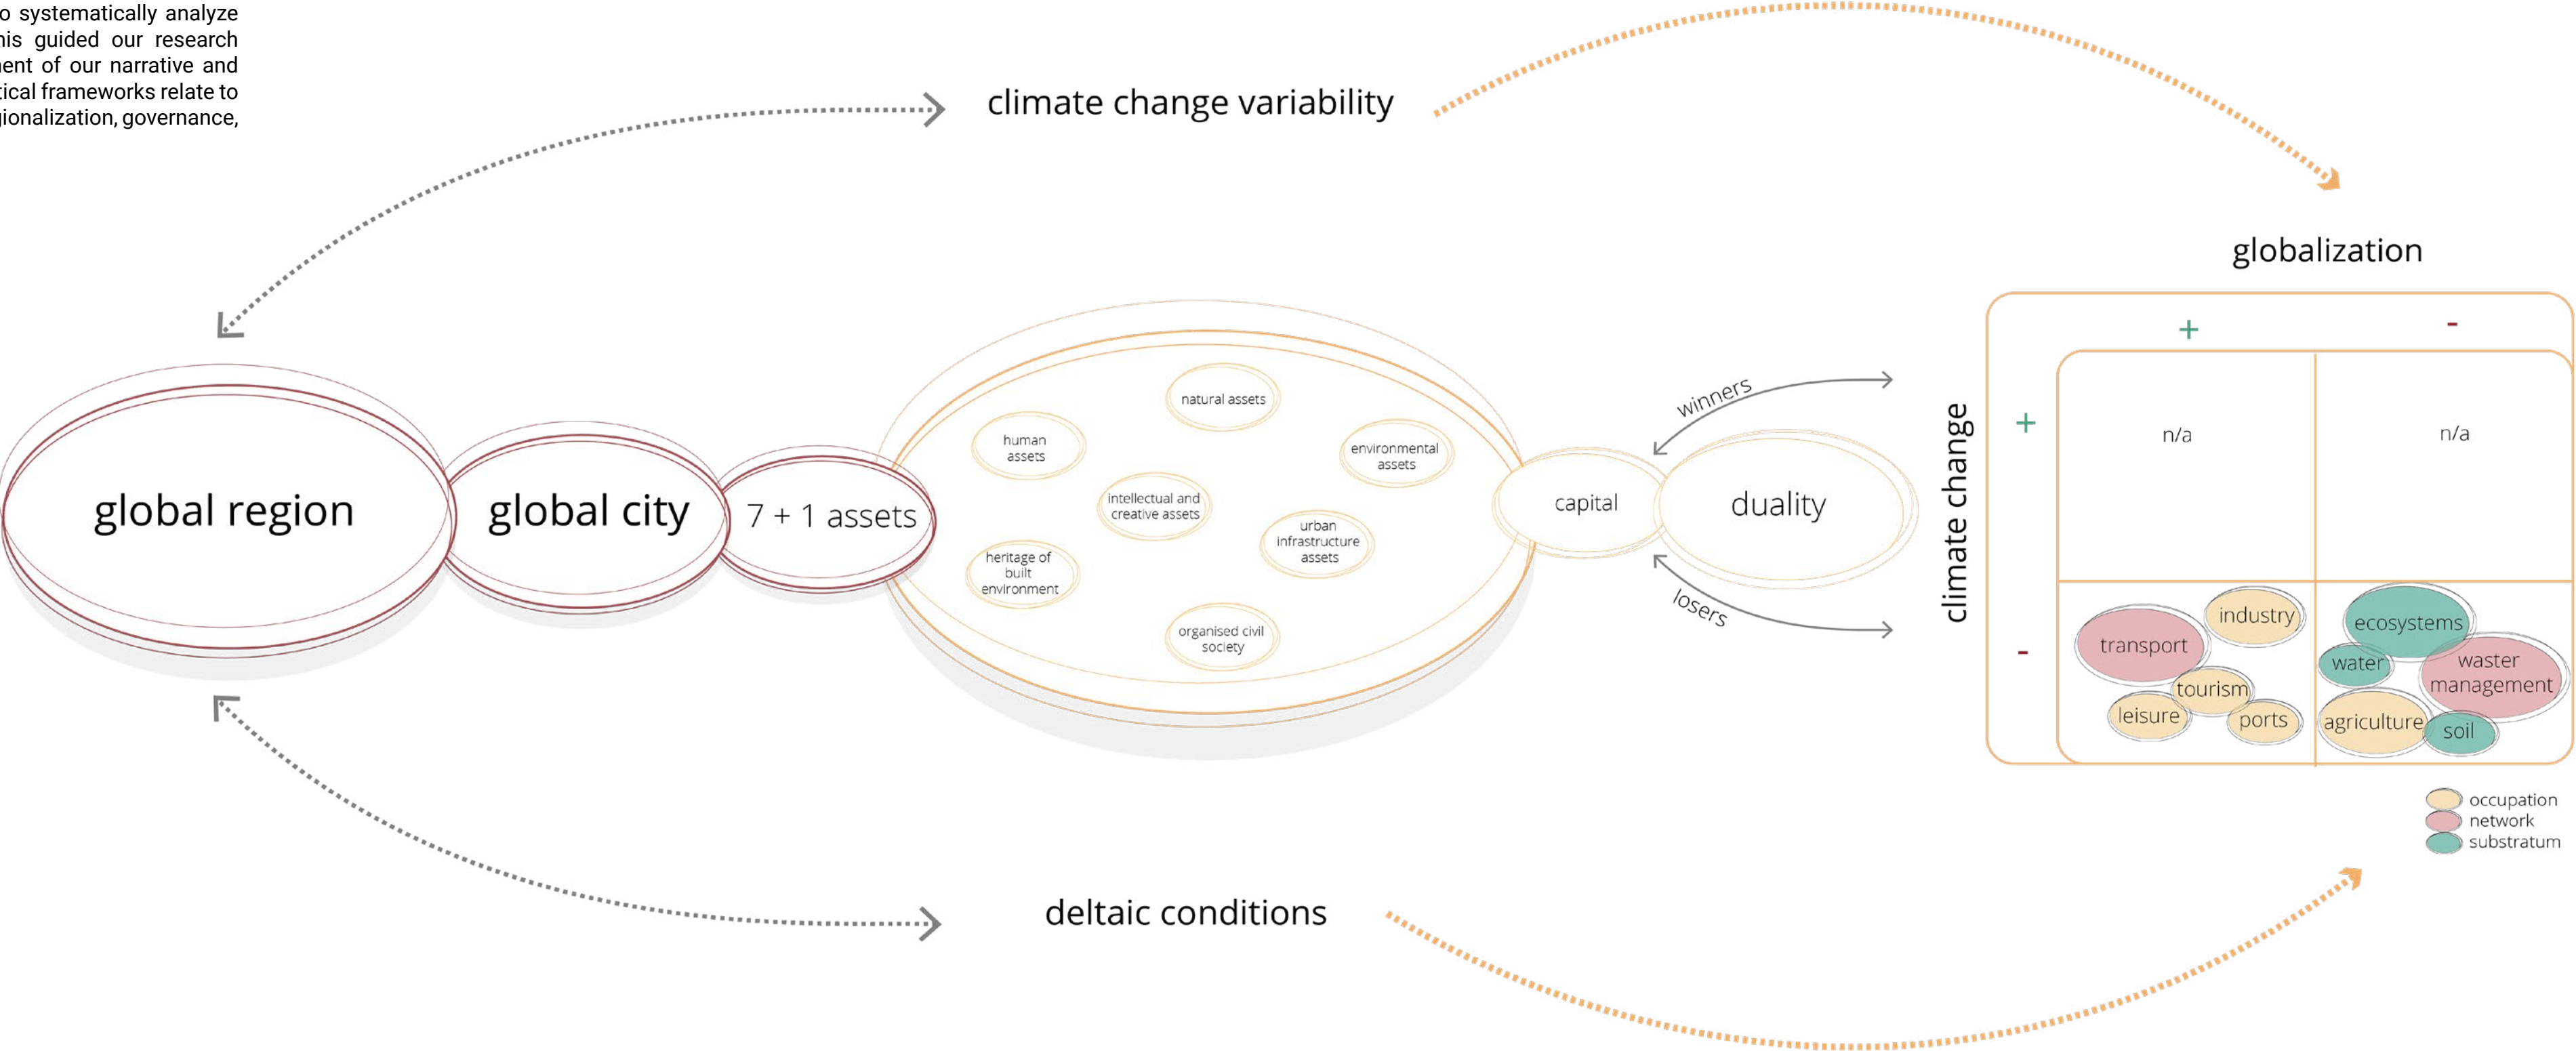 o systematically analyze
his guided our research
ent of our narrative and
tical frameworks relate to
gionalization, governance,
climate change variability
globalization
+ -
climate change
+
n/a n/a
-
global region
global city
7 + 1 assets
natural assets
human
assets
environmental
assets
intellectual and
creative assets
urban
infrastructure
assets
heritage of
built
environment
organised civil
society
capital
duality
winners
losers
transport
industry
tourism
leisure
ports
ecosystems
water
waster
management
agriculture
soil
occupation
network
substratum
deltaic conditions